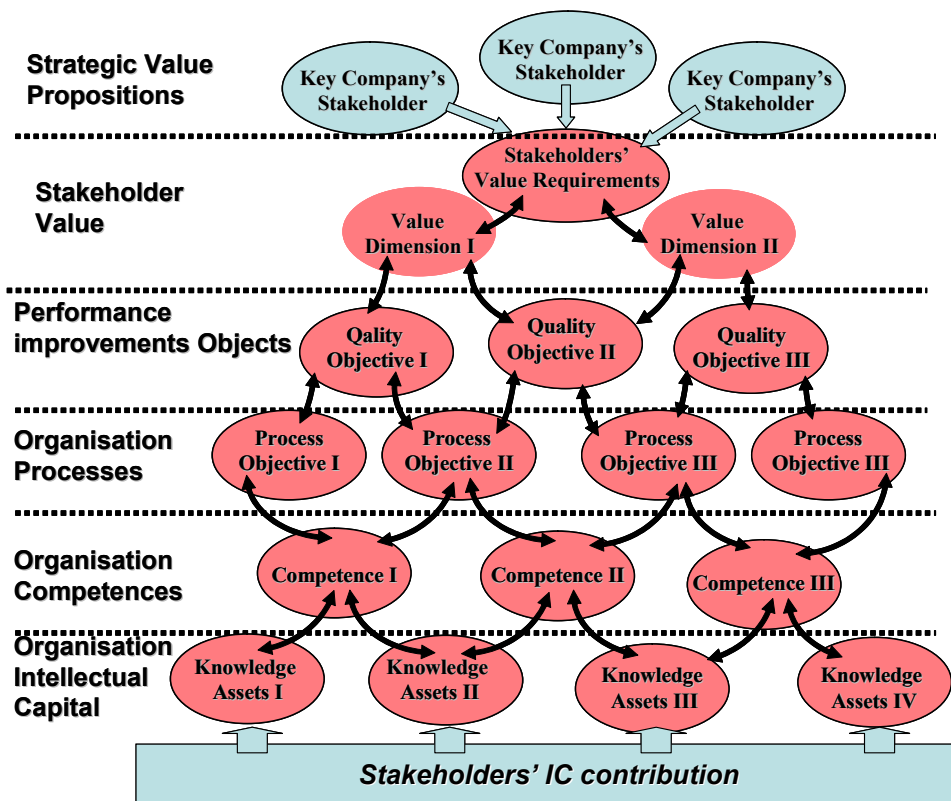 Strategic Value
Propositions
Key Company's
Stakeholder
Key Company's
Stakeholder
Key Company's
Stakeholder
Stakeholder
Value
Stakeholders'
Value Requirements
Value
Dimension I
Value
Dimension II
Performance
improvements Objects
Qality
Objective I
Quality
Objective II
Quality
Objective III
Organisation
Processes
Process
Objective I
Process
Objective II
Process
Objective III
Process
Objective III
Organisation
Competences
Competence I
Competence II
Competence III
Organisation
Intellectual
Capital
Knowledge
Assets I
Knowledge
Assets II
Knowledge
Assets III
Knowledge
Assets IV
Stakeholders' IC contribution